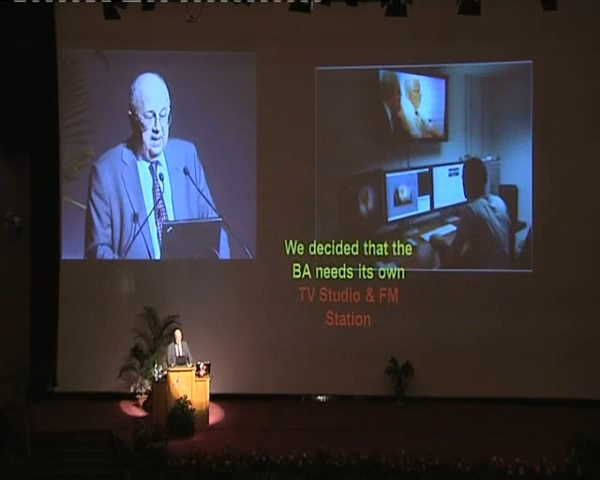 We decided that the
BA needs its own
TV Studio & FM
Station